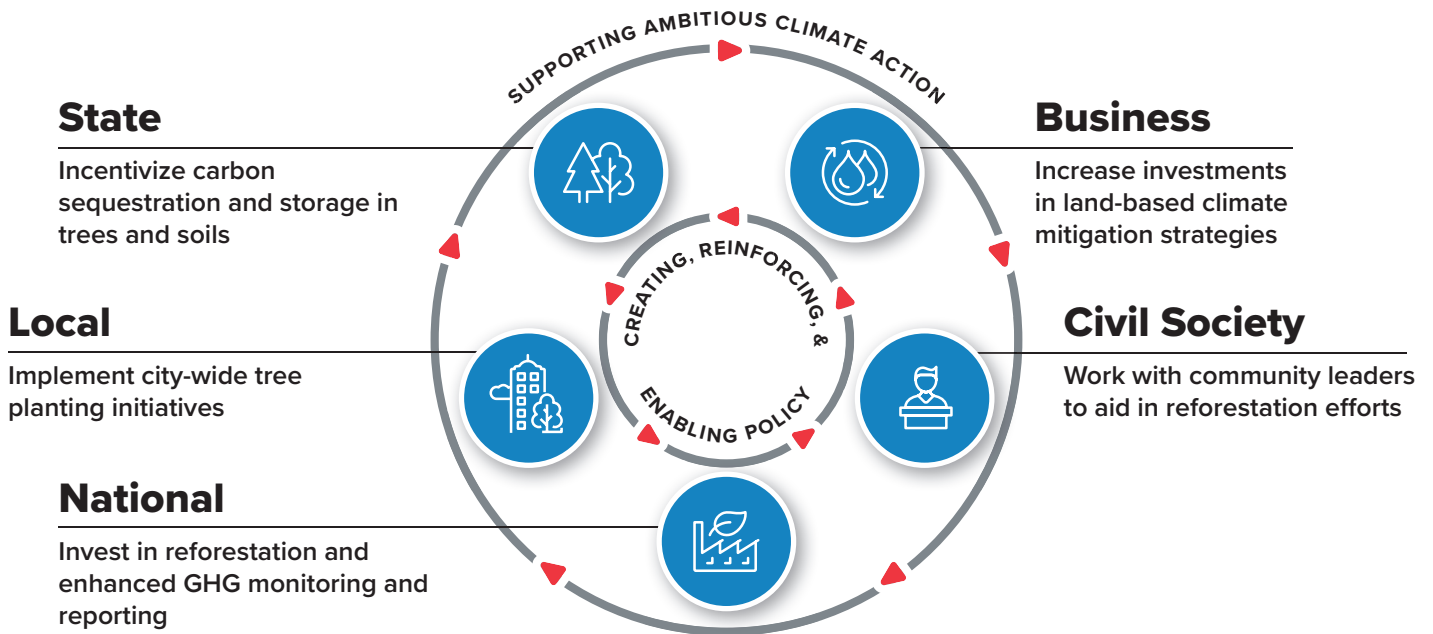 SUPPORTING AMBITIOUS CLIMATE ACTION
State
Incentivize carbon
sequestration and storage in
trees and soils
Business
Increase investments
in land-based climate
mitigation strategies
CREATING, REINFORCING, &
ENABLING POLICY
Local
Implement city-wide tree
planting initiatives
Civil Society
Work with community leaders
to aid in reforestation efforts
National
Invest in reforestation and
enhanced GHG monitoring and
reporting